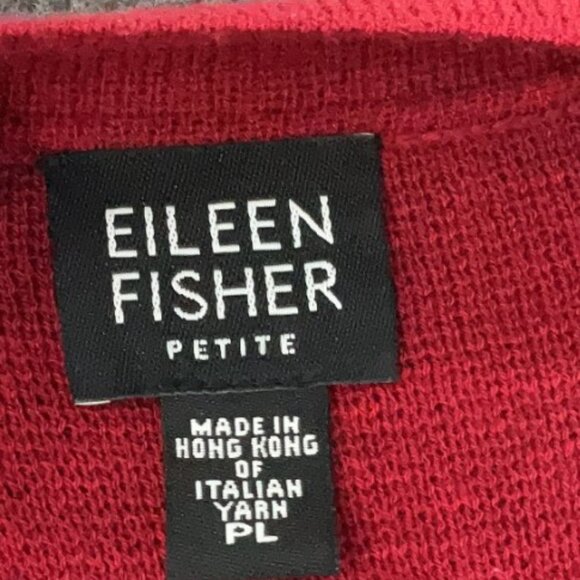 EILEEN
FISHER
PETITE
MADE IN
HONG KONG
OF
ITALIAN
YARN
PL